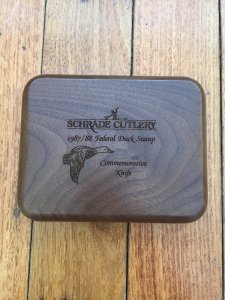 SCHRADE CUTLERY
1987/88 Federal Duck Stamp
Commemorative
Knife